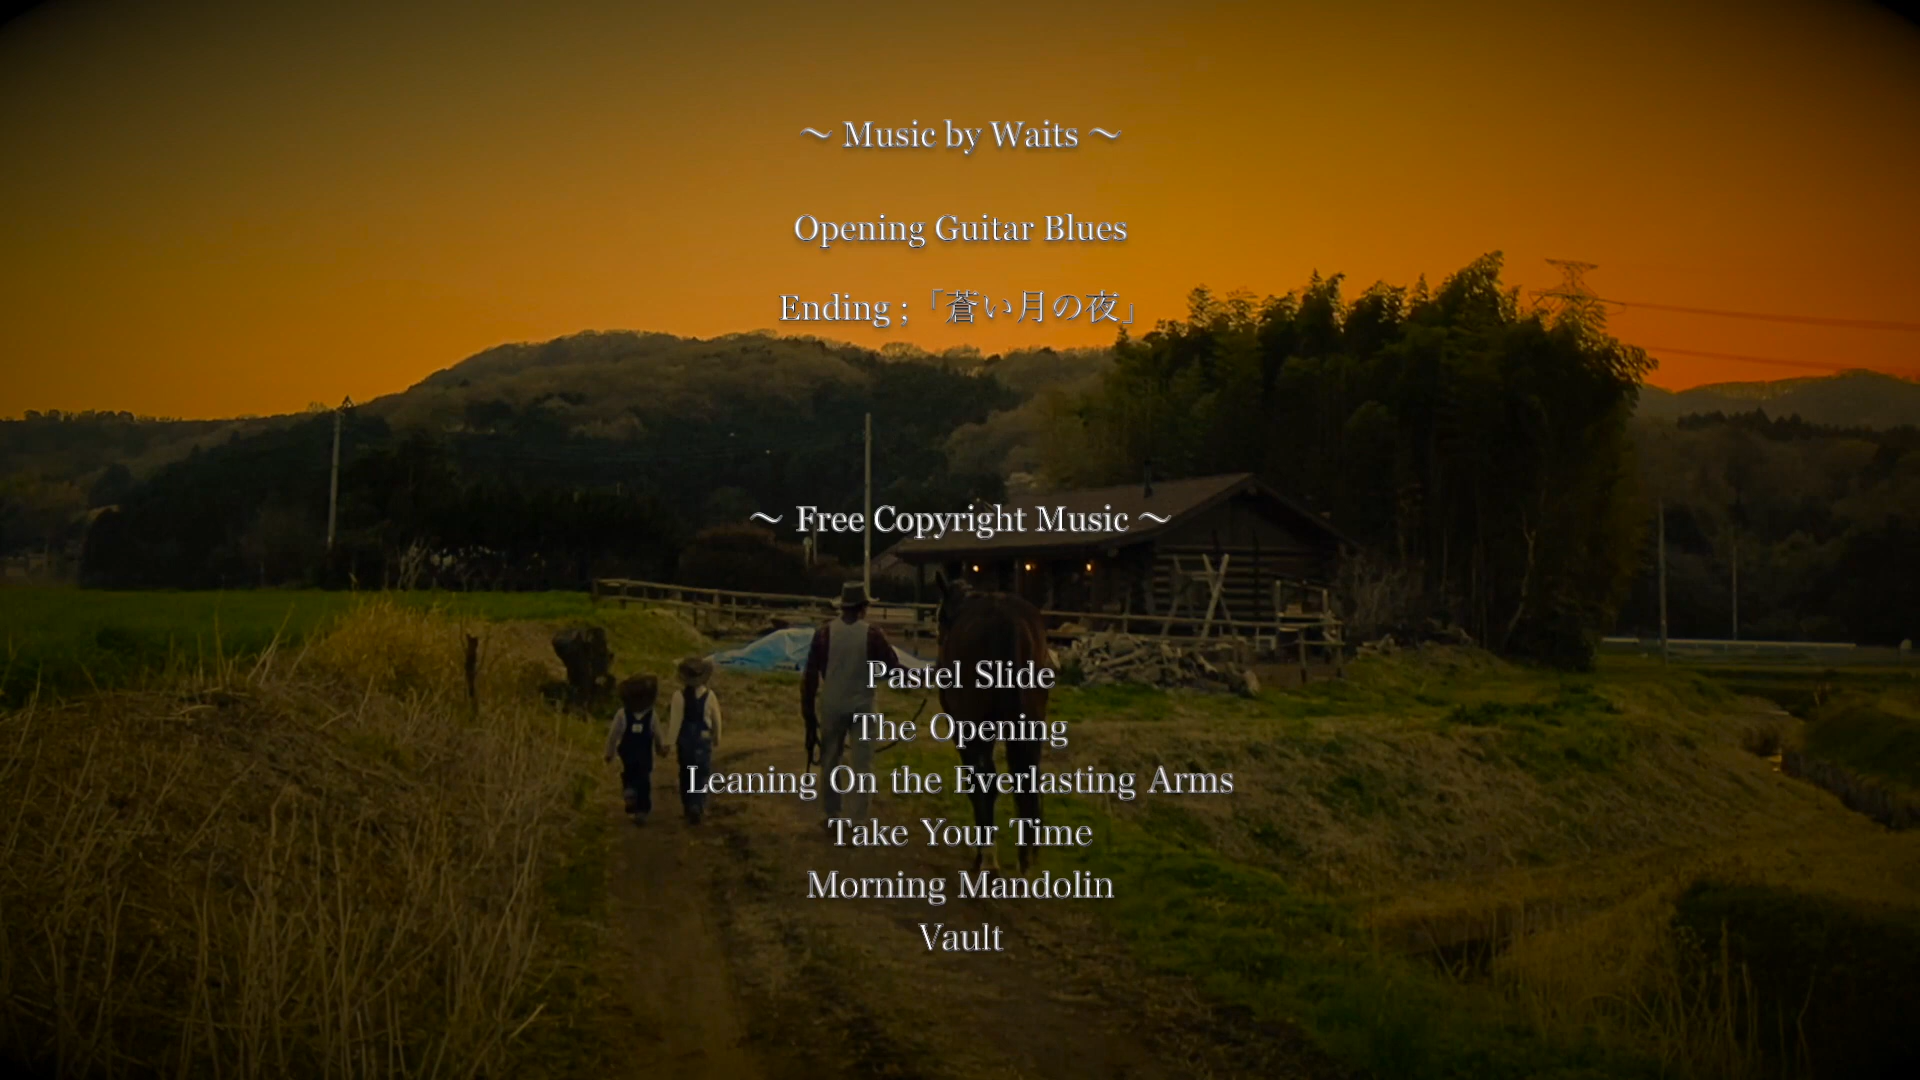 ～ Music by Waits ～
Opening Guitar Blues
Ending ;「蒼い月の夜」
～ Free Copyright Music ～
Pastel Slide
The Opening
Leaning On the Everlasting Arms
Take Your Time
Morning Mandolin
Vault